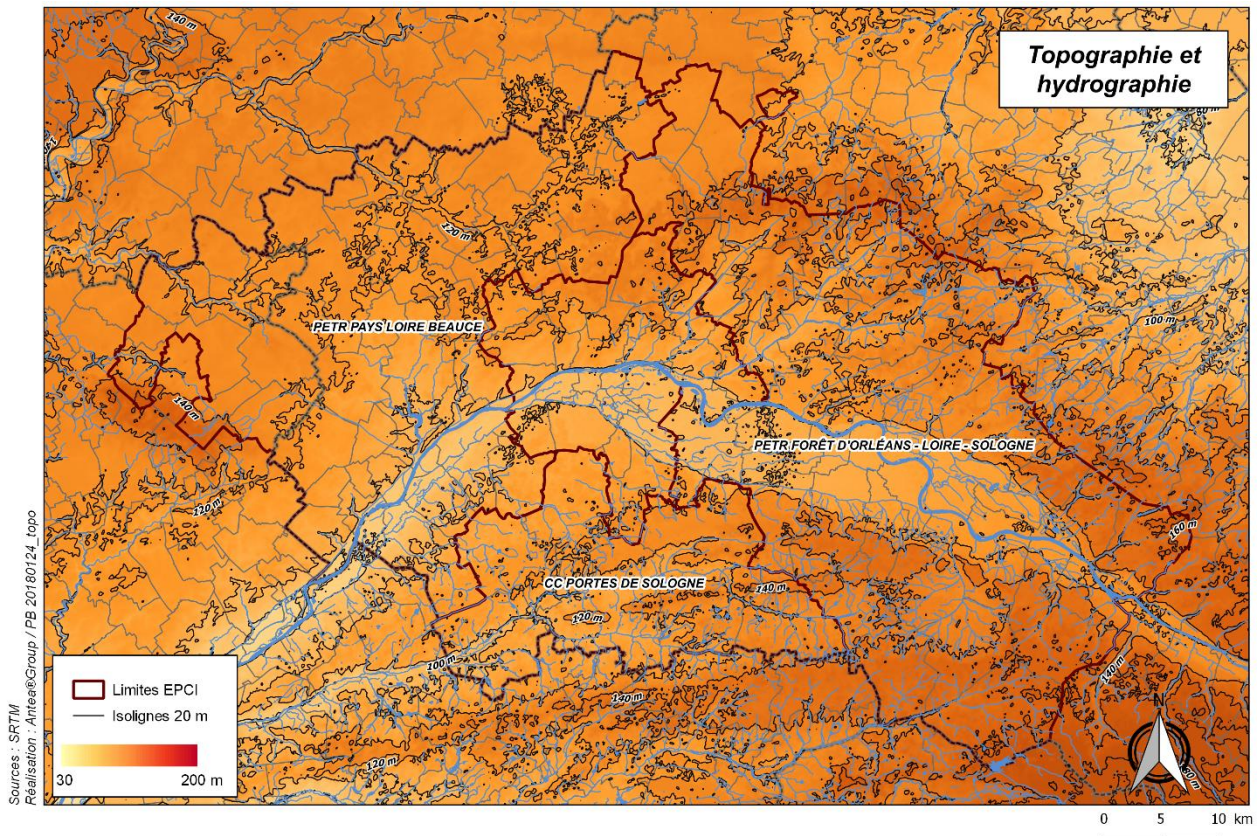 Topographie et
hydrographie
140 m
120 m
PETR PAYS LOIRE BEAUCE
100 m
140 m
PETR FORÊT D'ORLÉANS - LOIRE - SOLOGNE
120 m
160 m
CC PORTES DE SOLOGNE
140 m
120 m
100 m
140 m
140 m
120 m
Limites EPCI
Isolignes 20 m
30
200 m
N
0 5 10 km
Sources : SRTM
Réalisation : Antea®Group / PB 20180124_topo